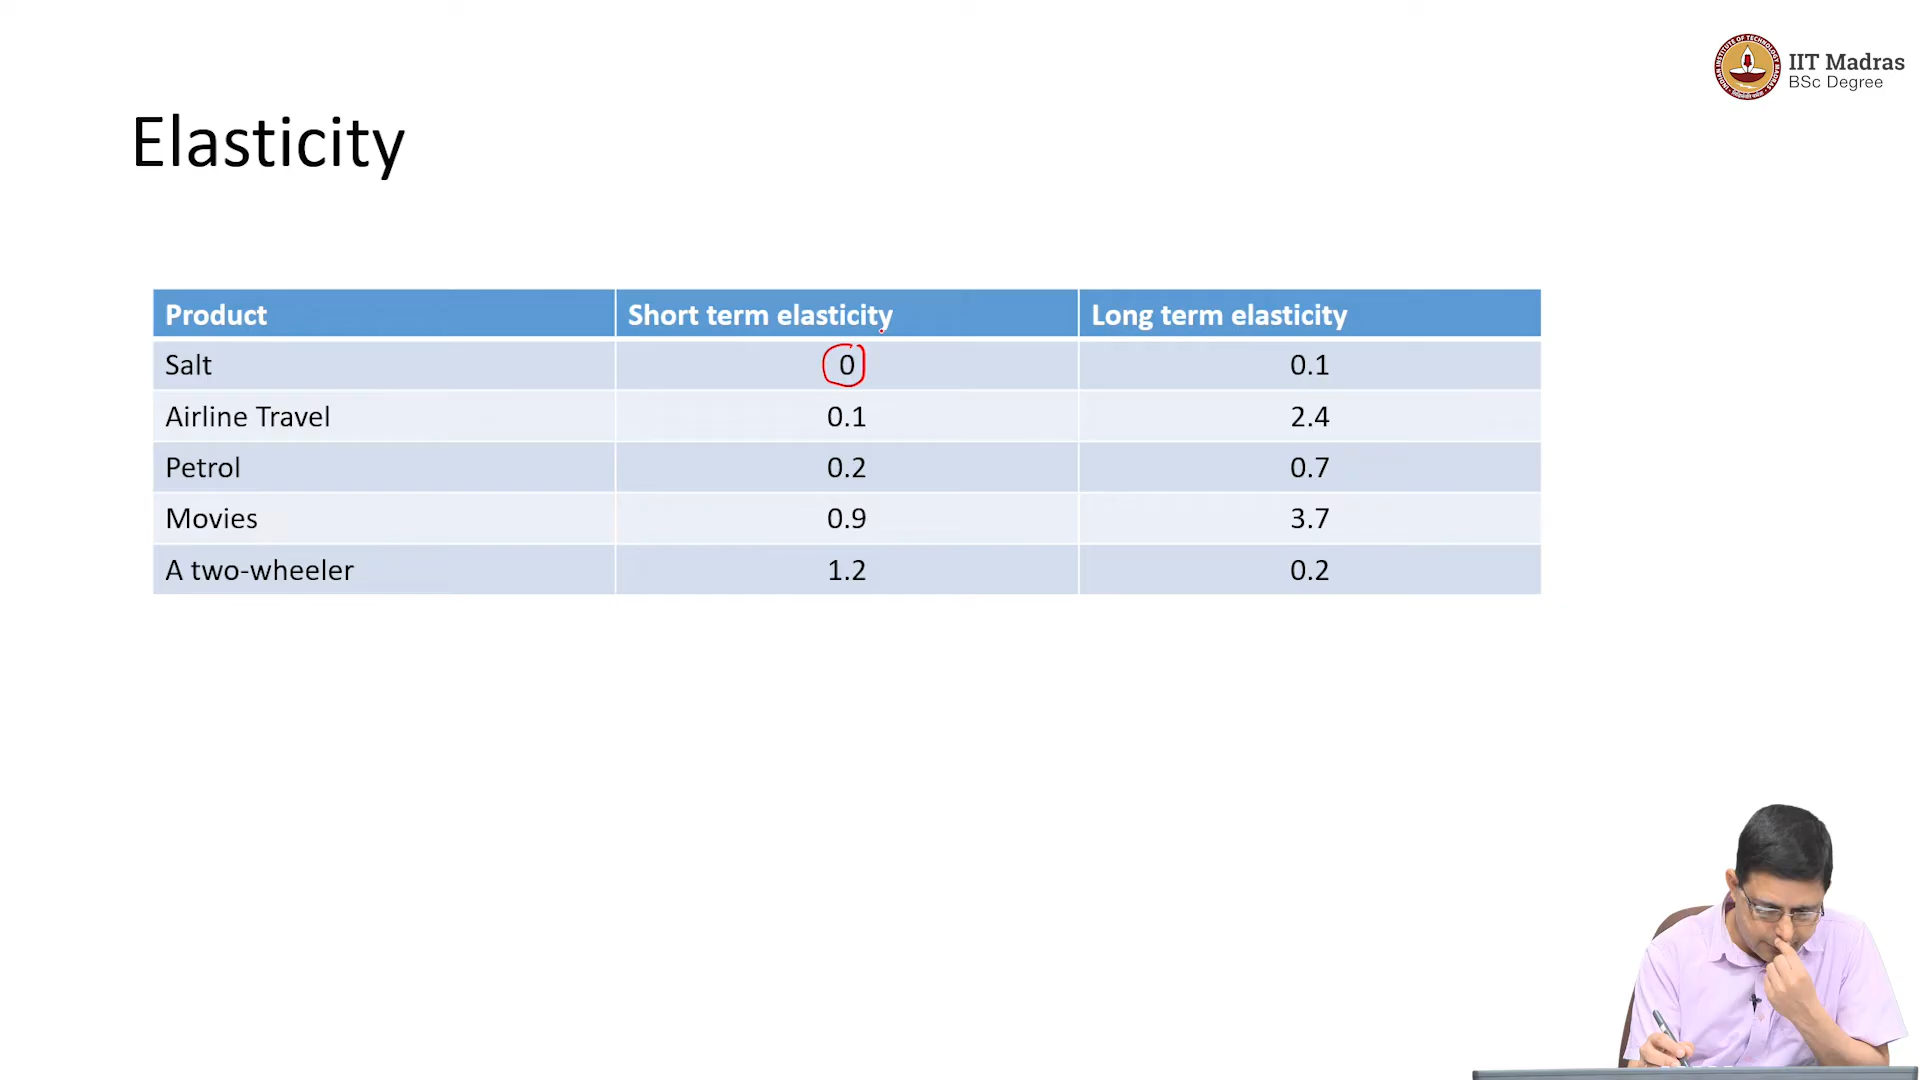 IIT Madras
BSc Degree
Elasticity
Product Short term elasticity Long term elasticity
Salt 0 0.1
Airline Travel 0.1 2.4
Petrol 0.2 0.7
Movies 0.9 3.7
A two-wheeler 1.2 0.2